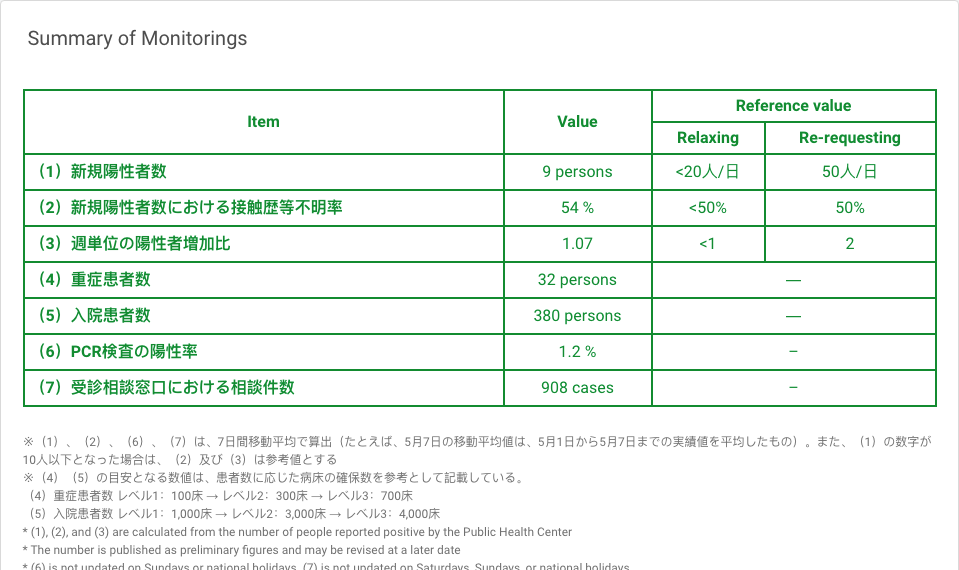 Summary of Monitorings
Item Value Reference value
Relaxing Re-requesting
（1）新規陽性者数 9 persons <20人/日 50人/日
（2）新規陽性者数における接触歴等不明率 54 % <50% 50%
（3）週単位の陽性者増加比 1.07 <1 2
（4）重症患者数 32 persons —
（5）入院患者数 380 persons —
（6）PCR検査の陽性率 1.2 % –
（7）受診相談窓口における相談件数 908 cases –
※（1）、（2）、（6）、（7）は、7日間移動平均で算出（たとえば、5月7日の移動平均値は、5月1日から5月7日までの実績値を平均したもの）。また、（1）の数字が
10人以下となった場合は、（2）及び（3）は参考値とする
※（4）（5）の目安となる数値は、患者数に応じた病床の確保数を参考として記載している。
（4）重症患者数 レベル1：100床 → レベル2：300床 → レベル3：700床
（5）入院患者数 レベル1：1,000床 → レベル2：3,000床 → レベル3：4,000床
* (1), (2), and (3) are calculated from the number of people reported positive by the Public Health Center
* The number is published as preliminary figures and may be revised at a later date
* (6) is not updated on Sundays or national holidays, (7) is not updated on Saturdays, Sundays, or national holidays